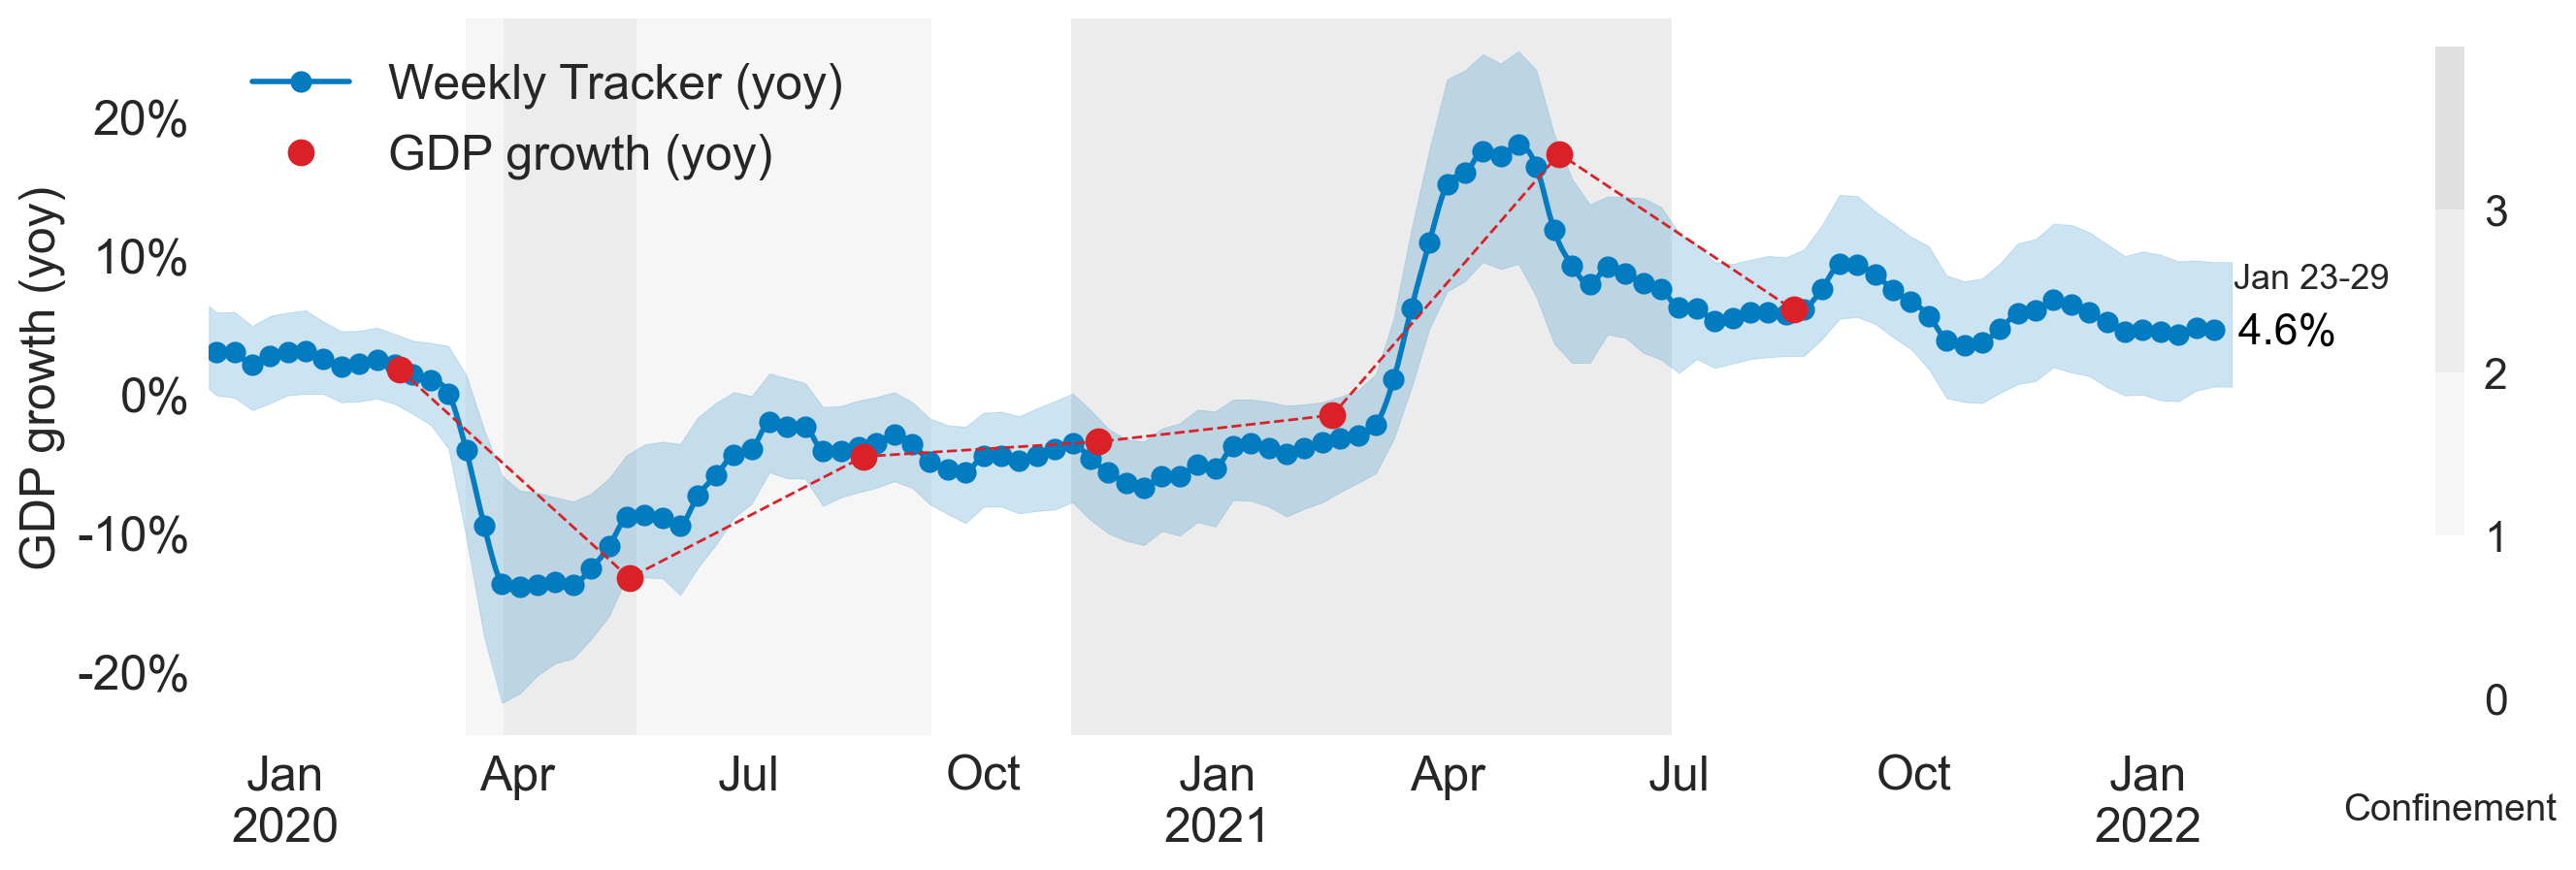 Weekly Tracker (yoy)
GDP growth (yoy)
GDP growth (yoy)
20%
10%
0%
-10%
-20%
Jan 23-29
4.6%
3
2
1
0
Confinement
Jan Apr Jul Oct Jan Apr Jul Oct Jan
2020 2021 2022